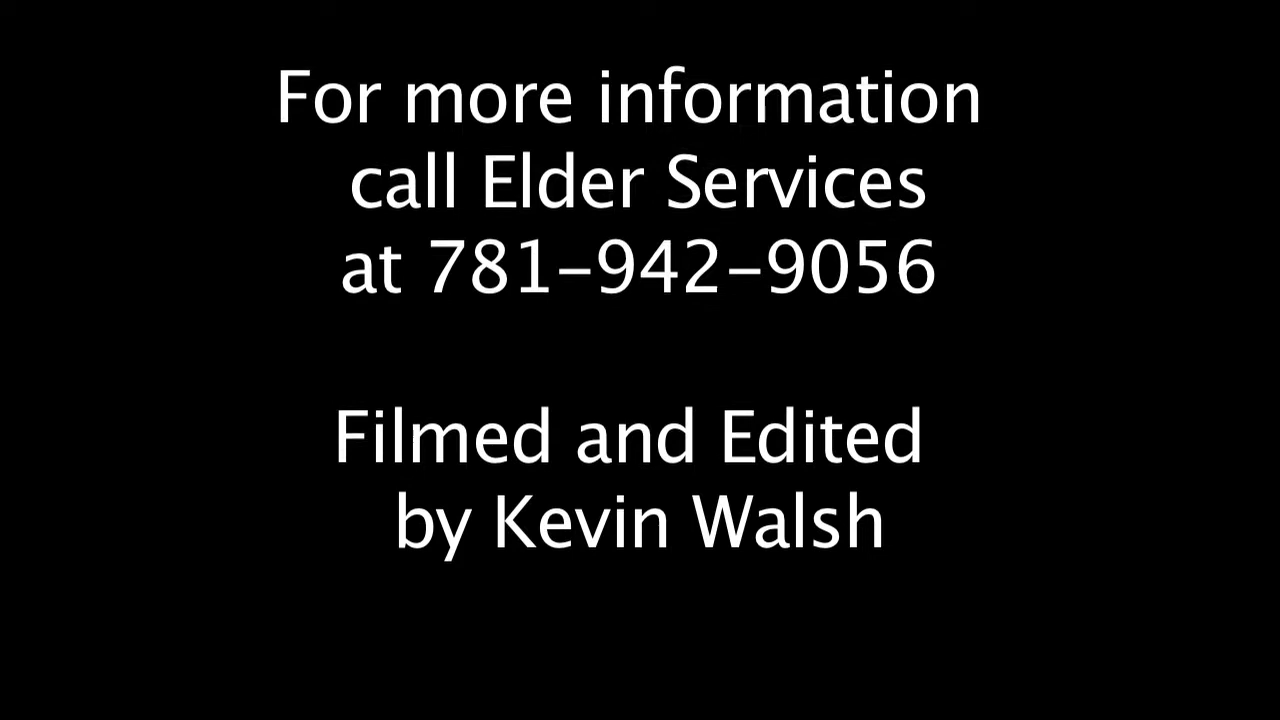 For more information
call Elder Services
at 781-942-9056
Filmed and Edited
by Kevin Walsh